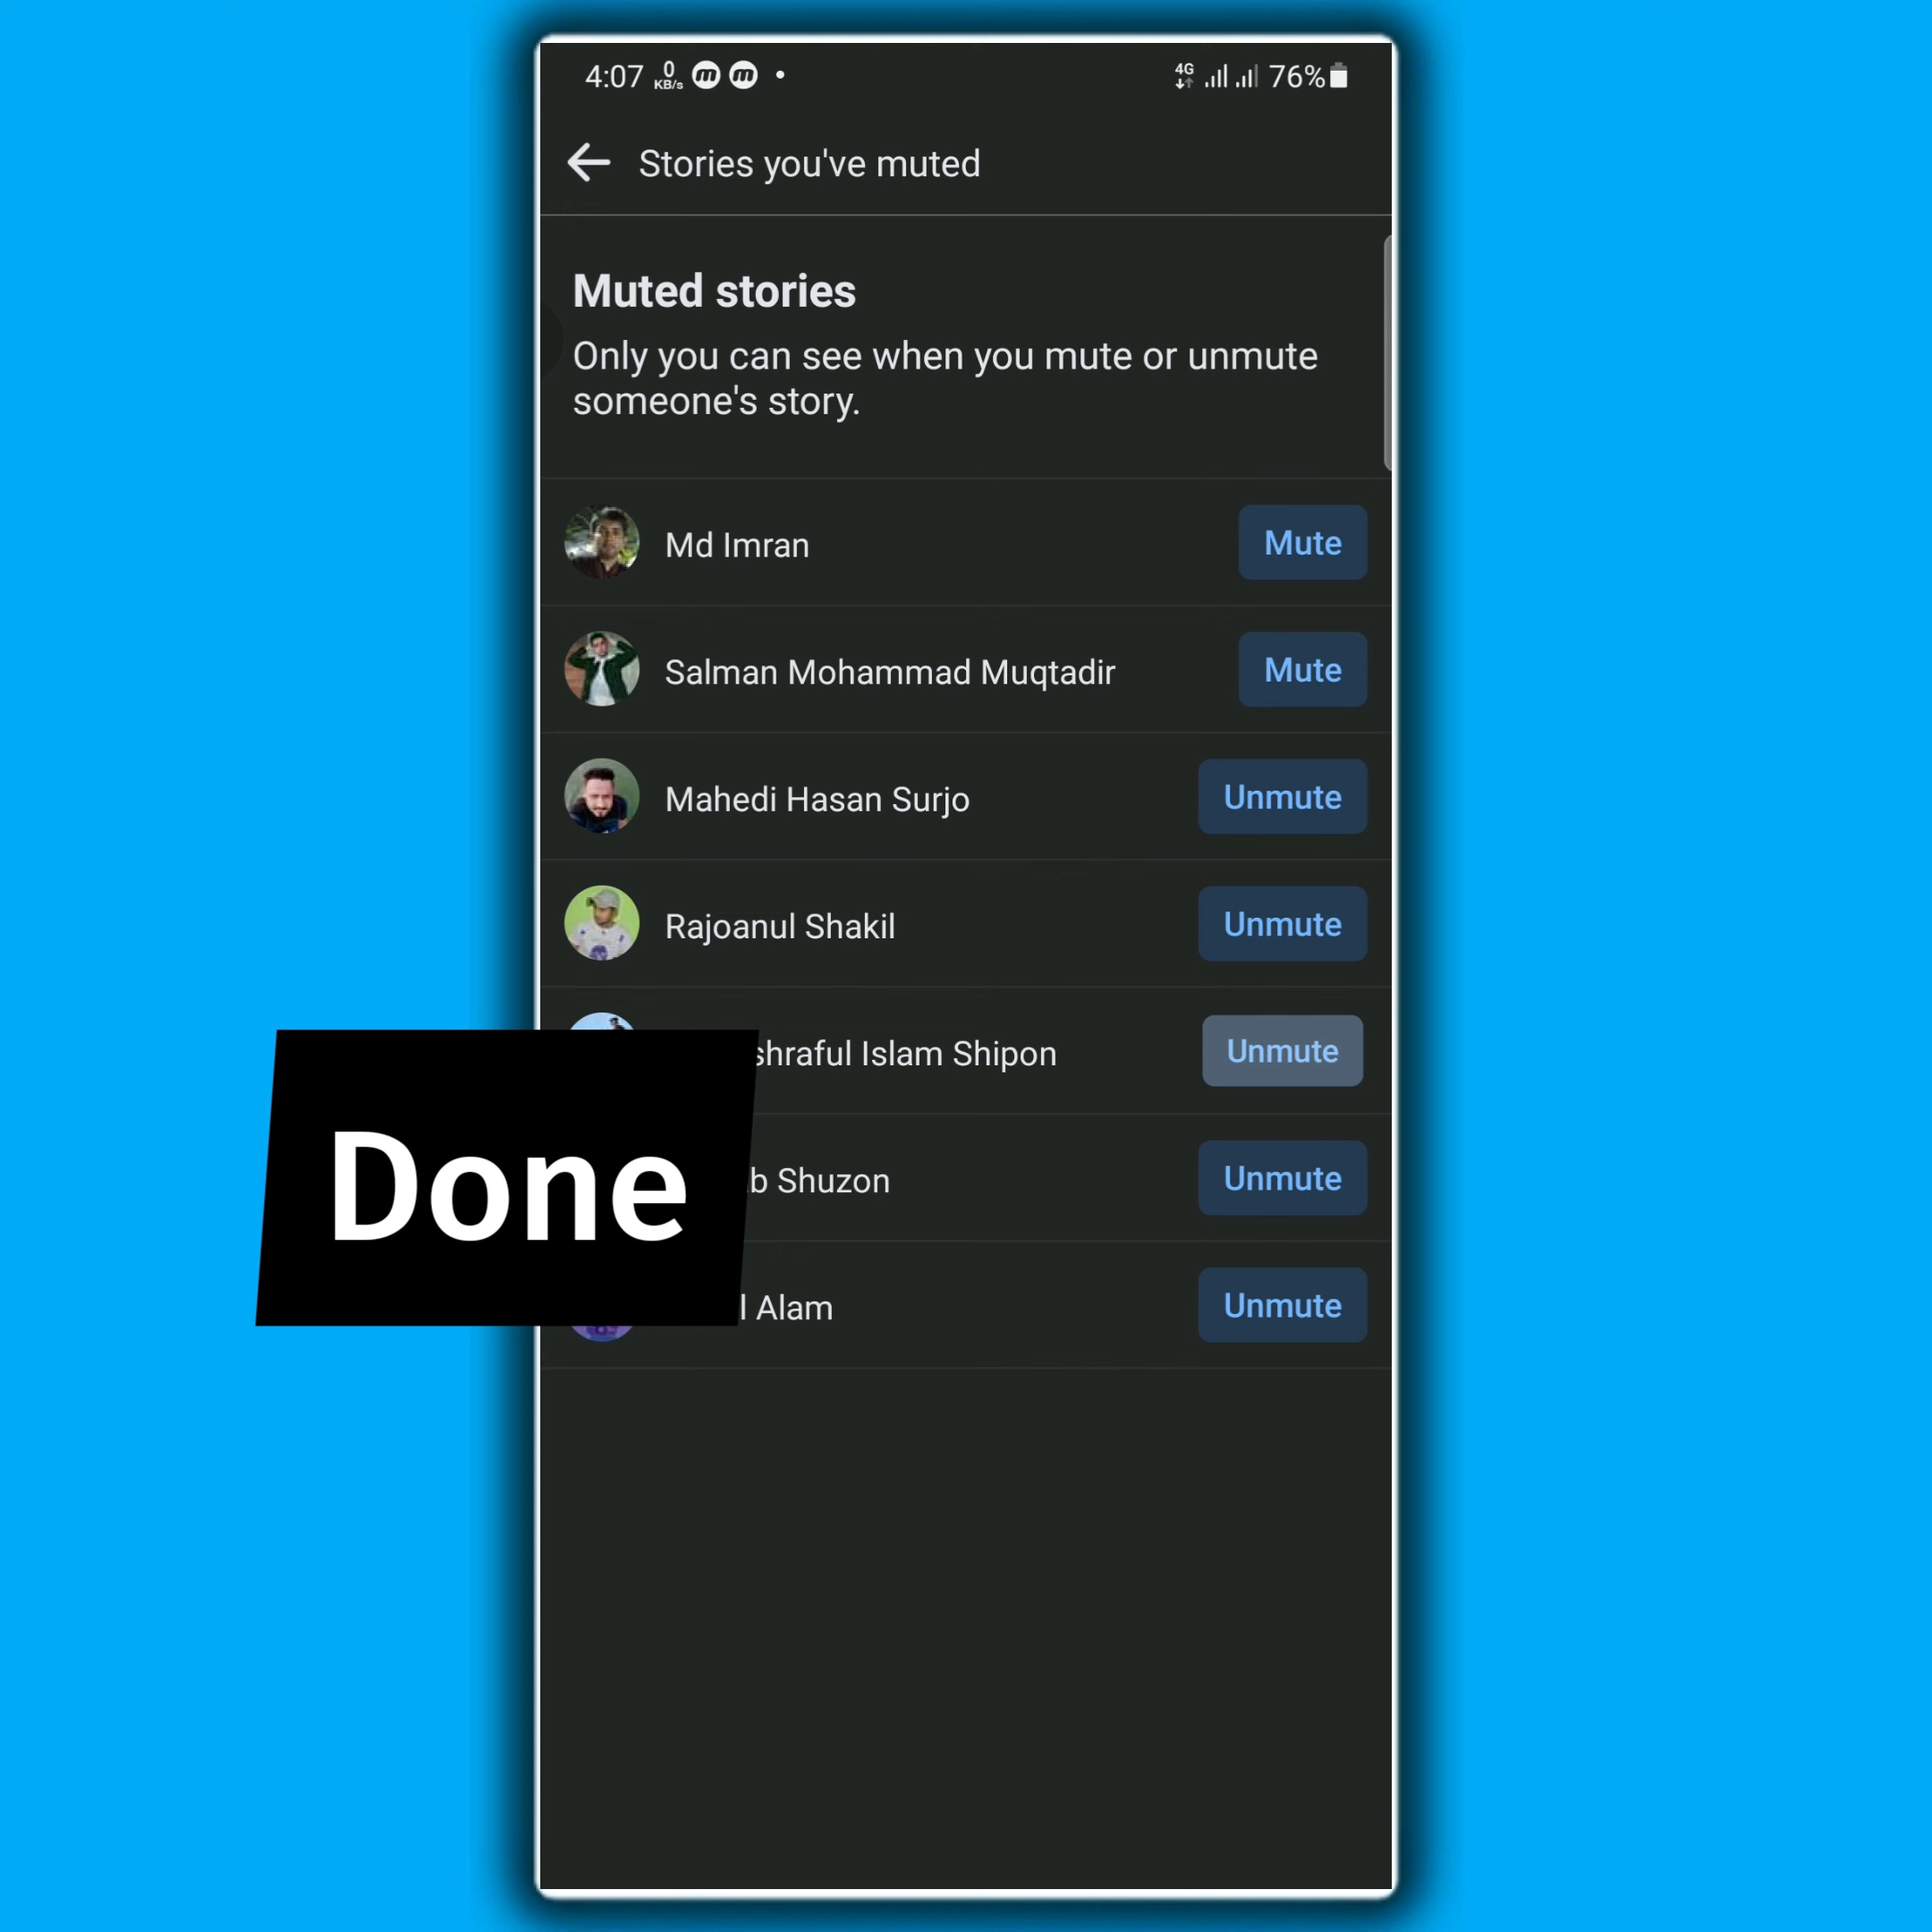 4:07 0 KB/s m m • 4G 76%
Stories you've muted
Muted stories
Only you can see when you mute or unmute
someone's story.
Md Imran Mute
Salman Mohammad Muqtadir Mute
Mahedi Hasan Surjo Unmute
Rajoanul Shakil Unmute
Islam Shipon Unmute
Shuzon Unmute
Alam Unmute
Done